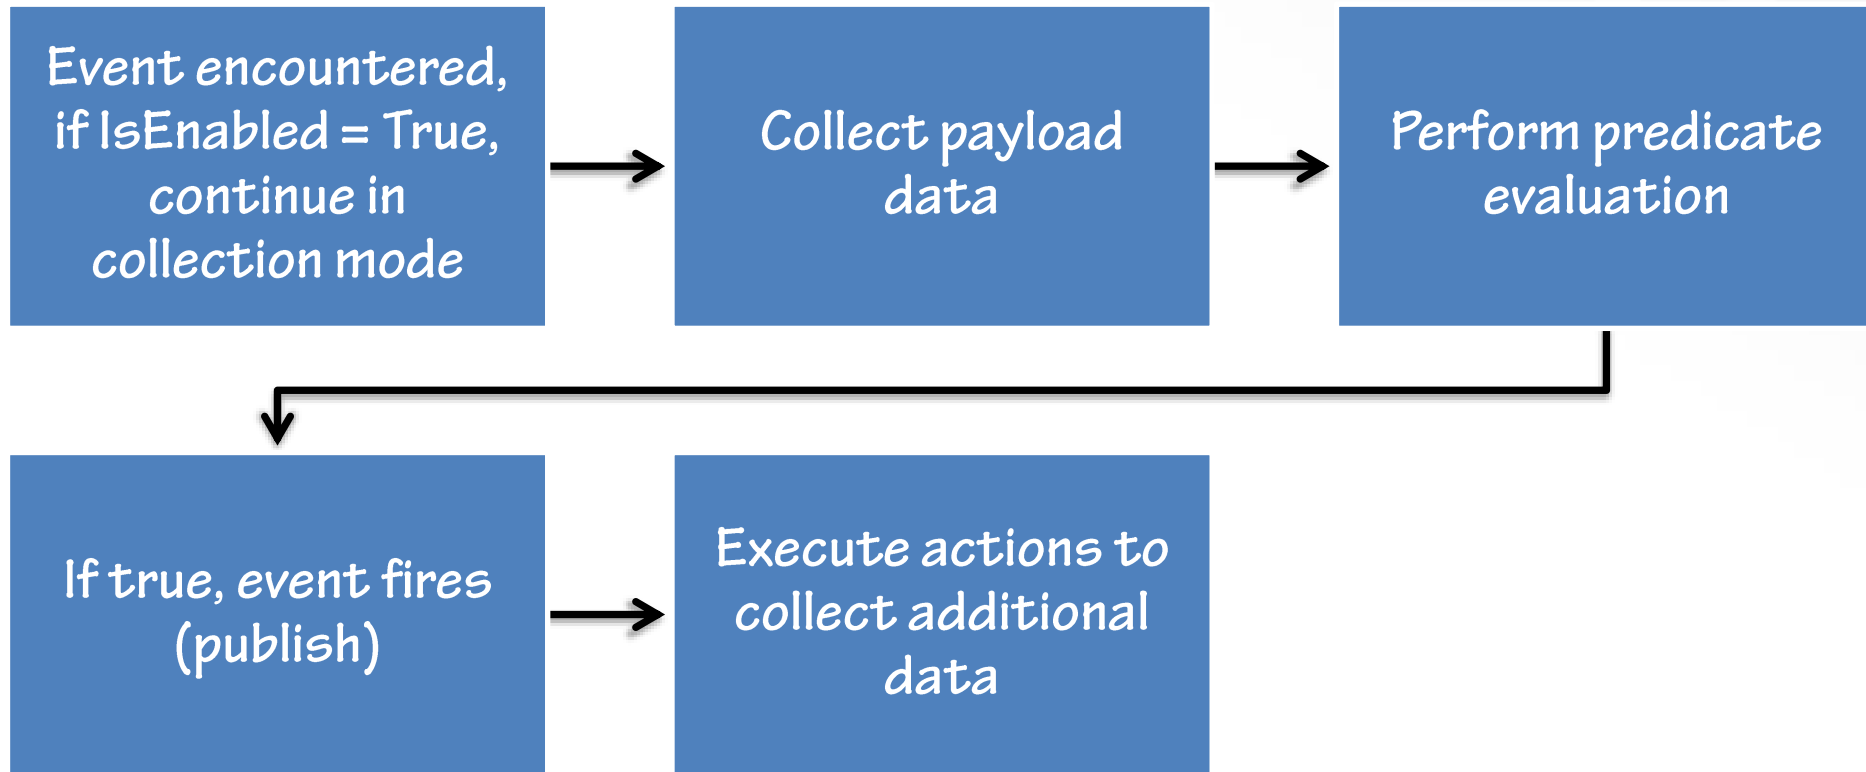 Event encountered,
if IsEnabled = True,
continue in
collection mode
Collect payload
data
Perform predicate
evaluation
If true, event fires
(publish)
Execute actions to
collect additional
data